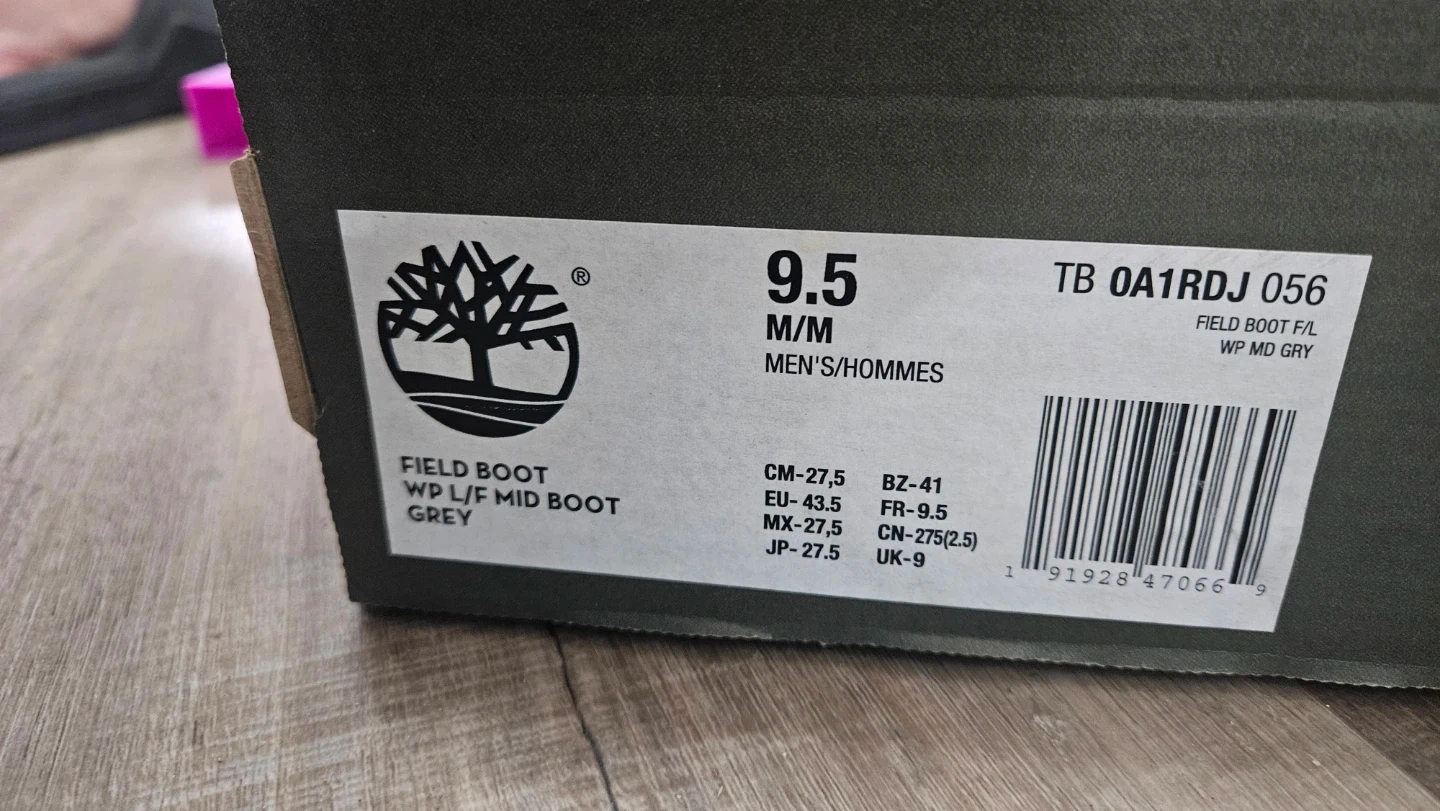 ®
FIELD BOOT
WP L/F MID BOOT
GREY
9.5
M/M
MEN'S/HOMMES
CM-27,5 BZ-41
EU-43.5 FR-9.5
MX-27,5 CN-275(2.5)
JP-27.5 UK-9
TB 0A1RDJ 056
FIELD BOOT F/L
WP MD GRY
1 91928 47066 9